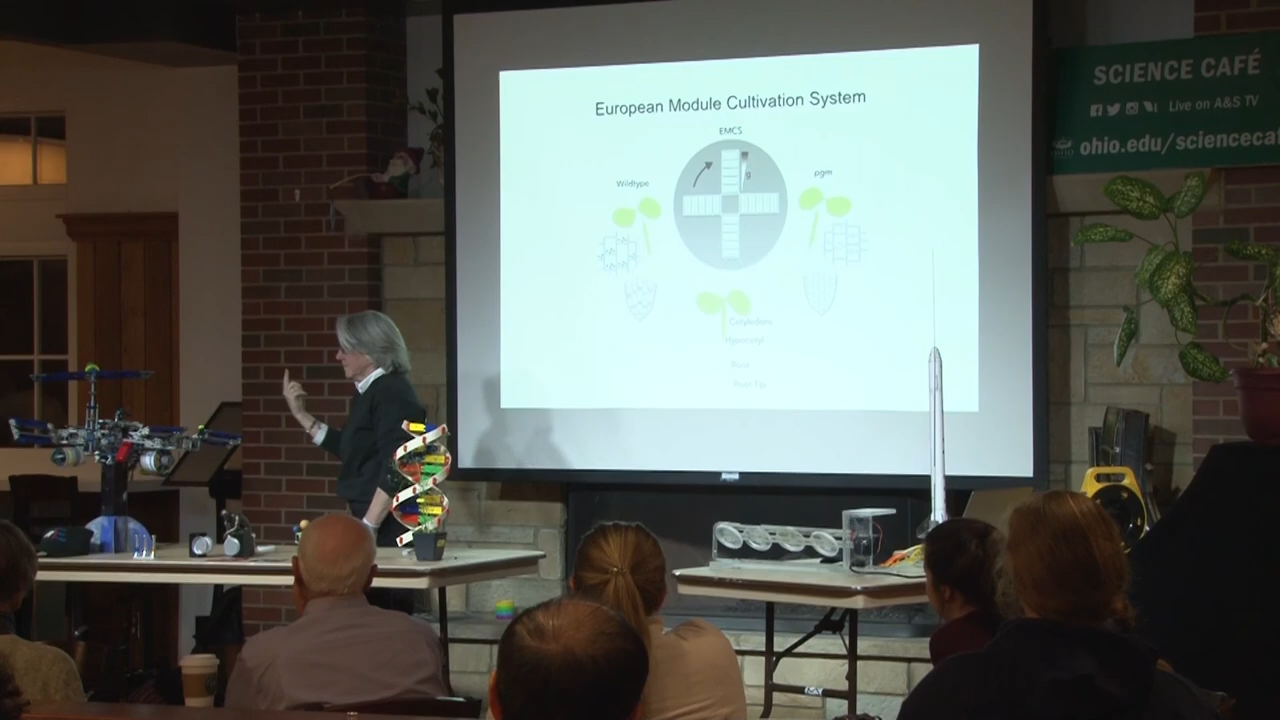 European Module Cultivation System
EMCS
g
Wildtype
pgm
Cotyledons
Hypocotyl
Root
Root Tip
SCIENCE CAFÉ
Live on A&S TV
ohio.edu/scienceca